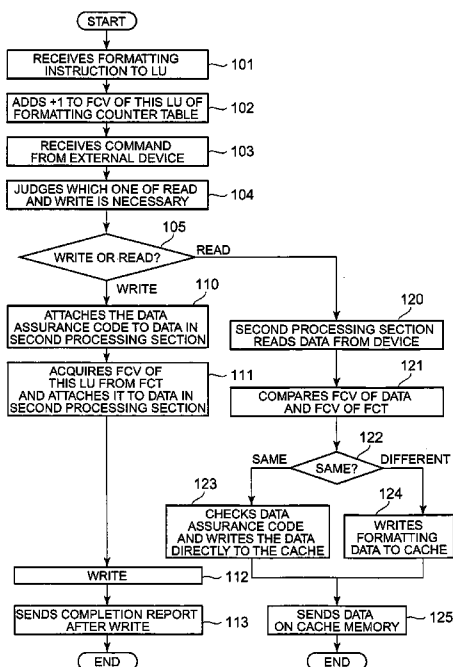 START
RECEIVES FORMATTING
INSTRUCTION TO LU
101
ADDS +1 TO FCV OF THIS LU OF
FORMATTING COUNTER TABLE
102
RECEIVES COMMAND
FROM EXTERNAL DEVICE
103
JUDGES WHICH ONE OF READ
AND WRITE IS NECESSARY
104
105
WRITE OR READ?
READ
WRITE
110
ATTACHES THE DATA
ASSURANCE CODE TO DATA IN
SECOND PROCESSING SECTION
ACQUIRES FCV OF
THIS LU FROM FCT
AND ATTACHES IT TO DATA IN
SECOND PROCESSING SECTION
111
120
SECOND PROCESSING SECTION
READS DATA FROM DEVICE
121
COMPARES FCV OF DATA
AND FCV OF FCT
122
SAME
SAME?
DIFFERENT
123
CHECKS DATA
ASSURANCE CODE
AND WRITES THE DATA
DIRECTLY TO THE CACHE
124
WRITES
FORMATTING
DATA TO CACHE
WRITE
112
SENDS COMPLETION REPORT
AFTER WRITE
113
SENDS DATA
ON CACHE MEMORY
125
END
END